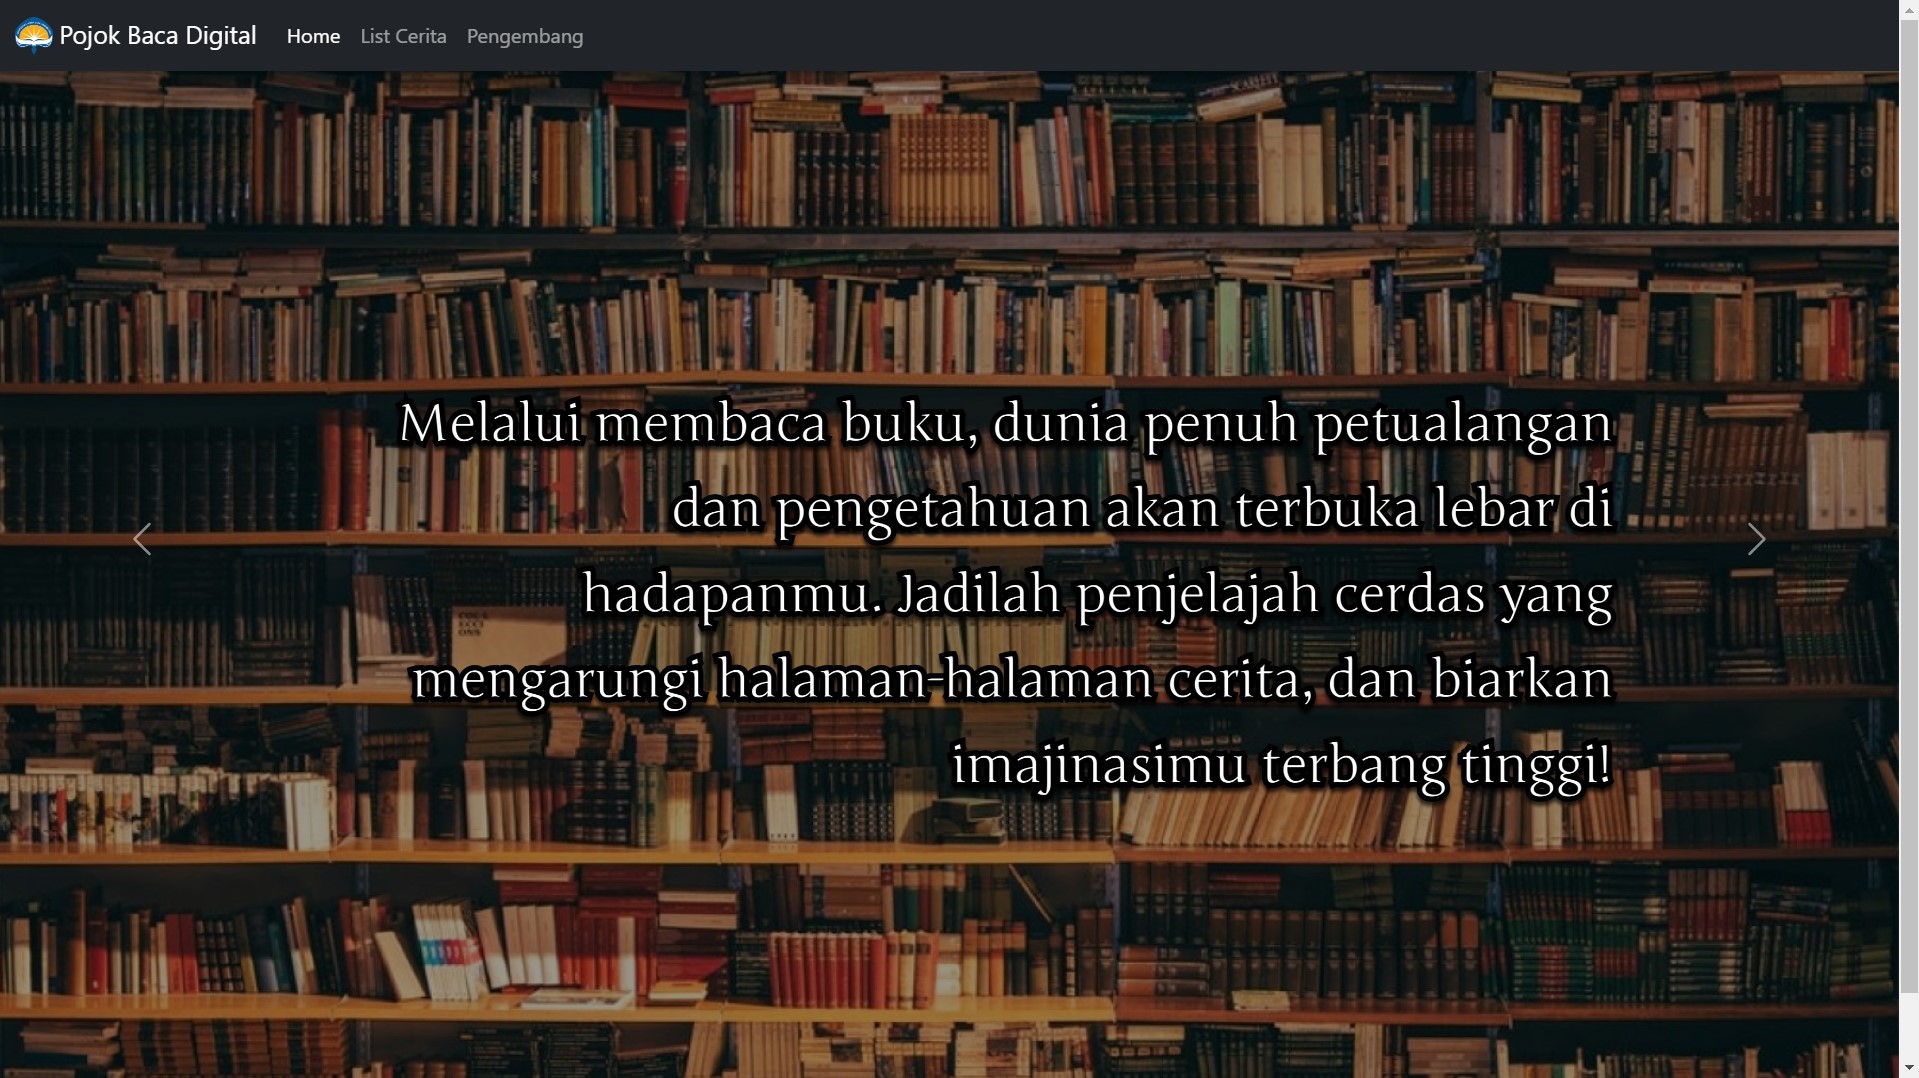 Pojok Baca Digital Home List Cerita Pengembang
Melalui membaca buku, dunia penuh petualangan
dan pengetahuan akan terbuka lebar di
hadapanmu. Jadilah penjelajah cerdas yang
mengarungi halaman-halaman cerita, dan biarkan
imajinasimu terbang tinggi!